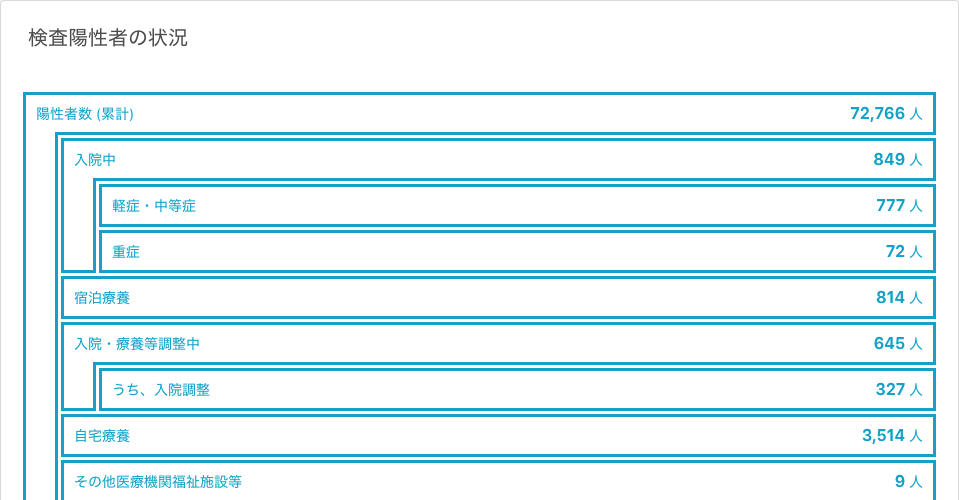 検査陽性者の状況
陽性者数 (累計) 72,766 人
入院中 849 人
軽症・中等症 777 人
重症 72 人
宿泊療養 814 人
入院・療養等調整中 645 人
うち、入院調整 327 人
自宅療養 3,514 人
その他医療機関福祉施設等 9 人